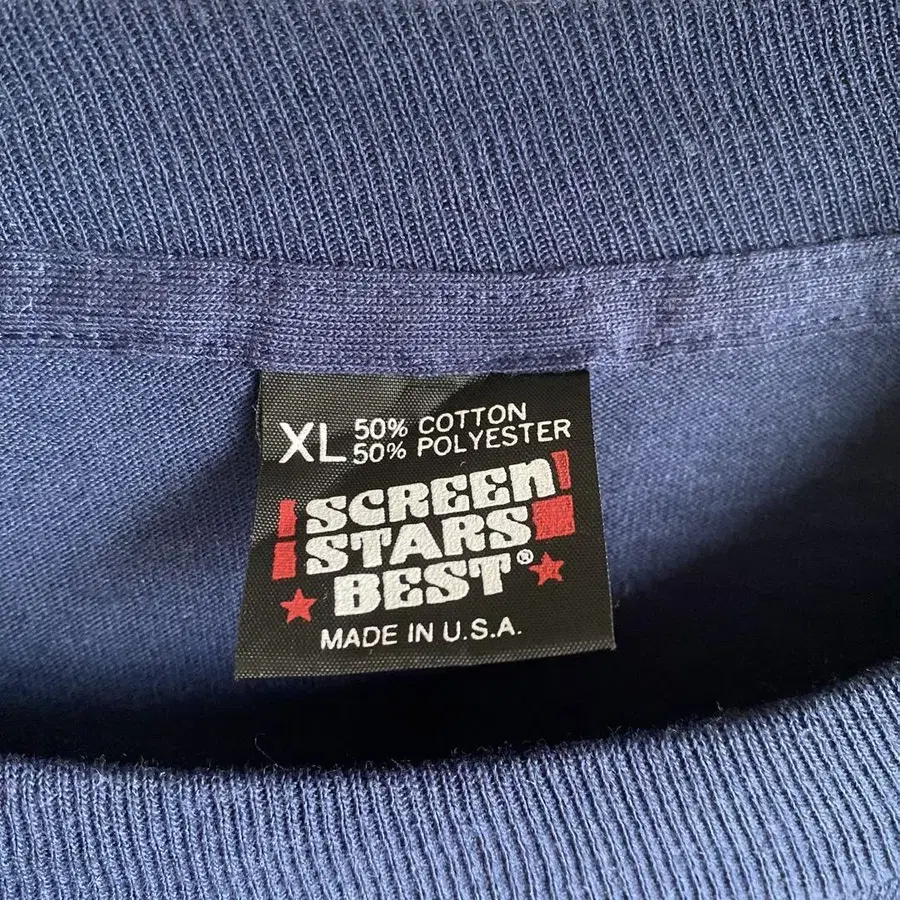 XL 50% COTTON
50% POLYESTER
SCREEN
STARS
BEST®
MADE IN U.S.A.